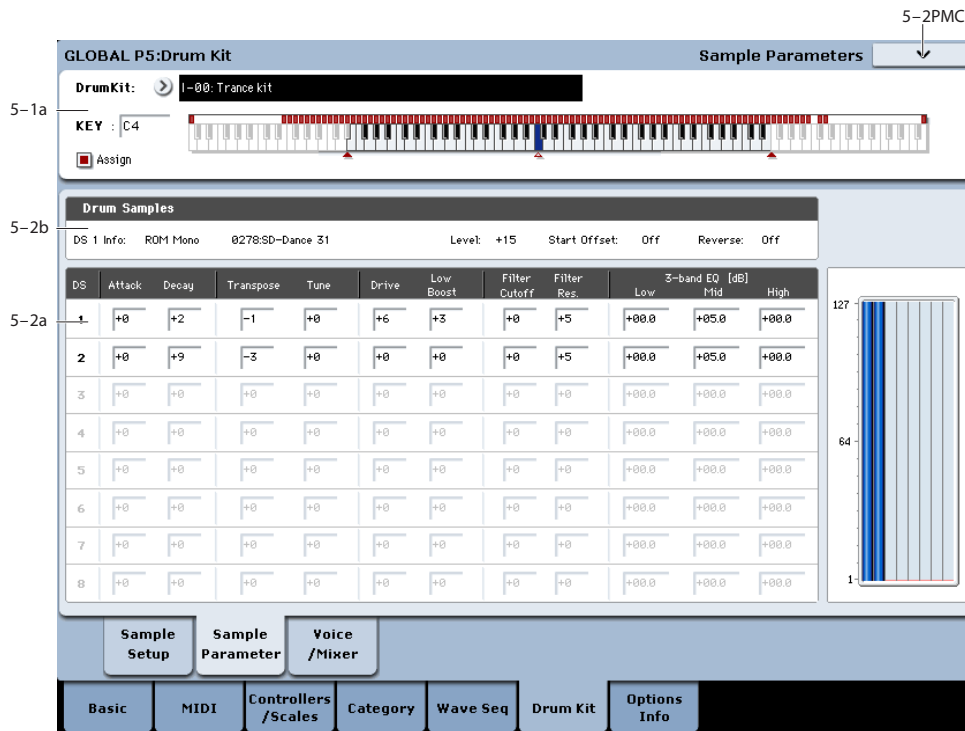 5-2PMC
GLOBAL P5:Drum Kit Sample Parameters
DrumKit: I-00: Trance kit
5-1a
KEY : C4
Assign
Drum Samples
5-2b
DS 1 Info: ROM Mono 0278:SD-Dance 31 Level: +15 Start Offset: Off Reverse: Off
DS Attack Decay Transpose Tune Drive Low Boost Filter Cutoff Filter Res. 3-band EQ [dB] Low Mid High
127
5-2a
1 +0 +2 -1 +0 +6 +3 +0 +5 +00.0 +05.0 +00.0
2 +0 +9 -3 +0 +0 +0 +0 +5 +00.0 +05.0 +00.0
3 +0 +0 +0 +0 +0 +0 +0 +0 +00.0 +00.0 +00.0
4 +0 +0 +0 +0 +0 +0 +0 +0 +00.0 +00.0 +00.0
64
5 +0 +0 +0 +0 +0 +0 +0 +0 +00.0 +00.0 +00.0
6 +0 +0 +0 +0 +0 +0 +0 +0 +00.0 +00.0 +00.0
7 +0 +0 +0 +0 +0 +0 +0 +0 +00.0 +00.0 +00.0
8 +0 +0 +0 +0 +0 +0 +0 +0 +00.0 +00.0 +00.0
1
Sample Setup
Sample Parameter
Voice /Mixer
Basic
MIDI
Controllers /Scales
Category
Wave Seq
Drum Kit
Options Info